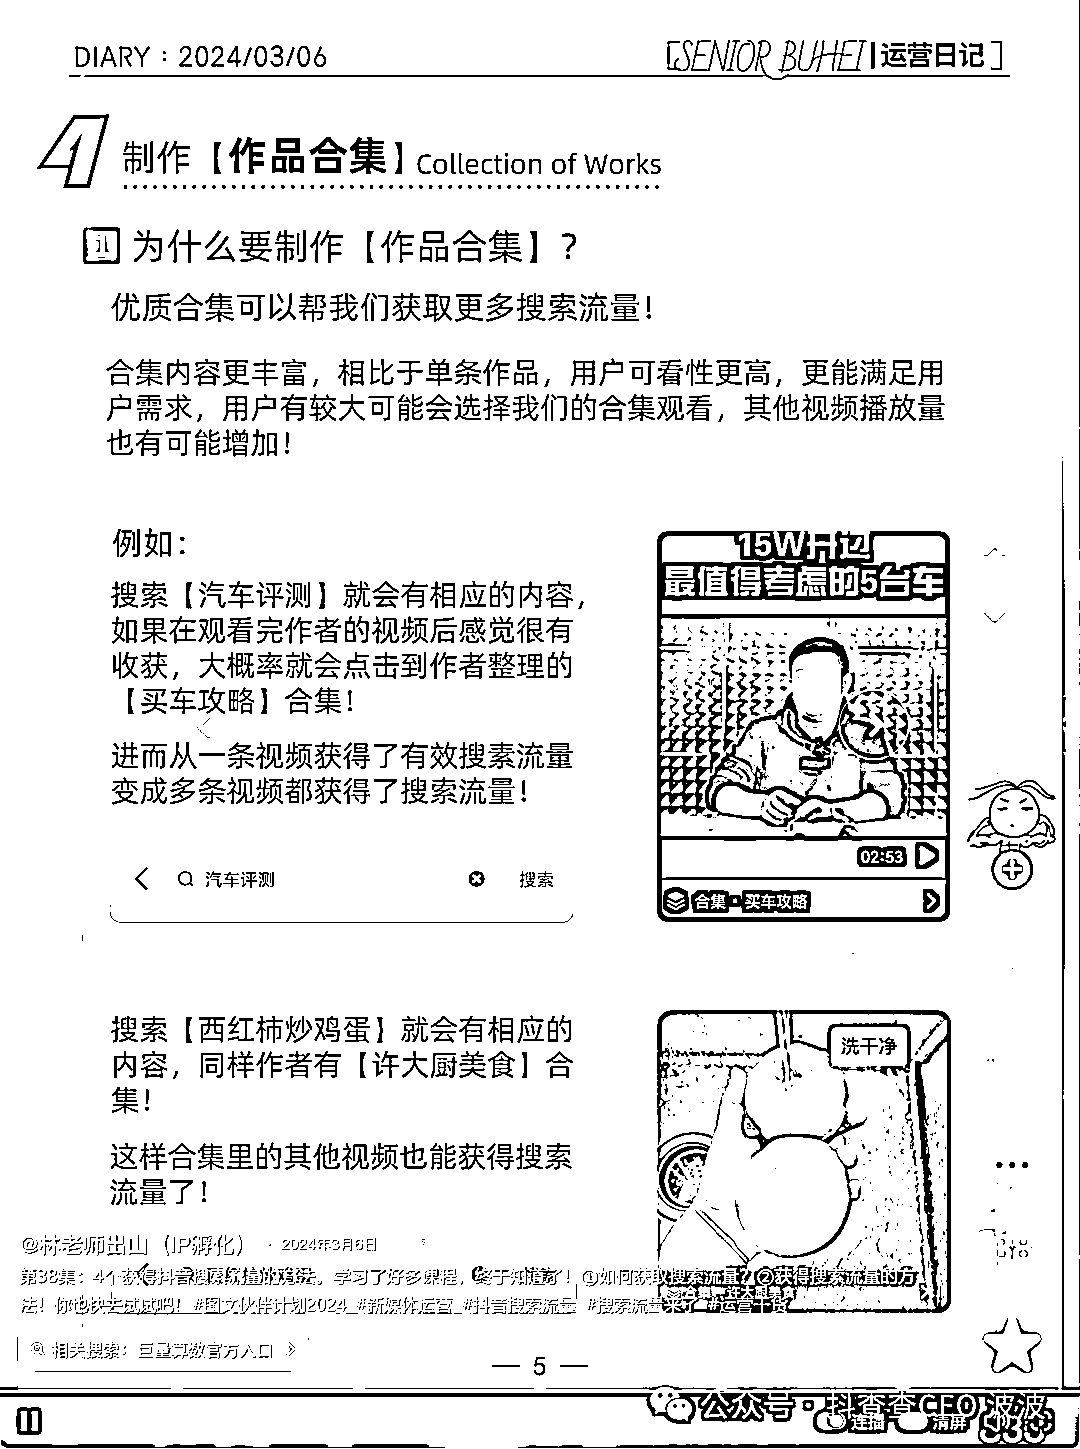 DIARY：2024/03/06
SENIOR BUHEI 运营日记
4 制作【作品合集】Collection of Works
1 为什么要制作【作品合集】？
优质合集可以帮我们获取更多搜索流量！
合集内容更丰富，相比于单条作品，用户可看性更高，更能满足用
户需求，用户有较大可能会选择我们的合集观看，其他视频播放量
也有可能增加！
例如：
搜索【汽车评测】就会有相应的内容，
如果在观看完作者的视频后感觉很有
收获，大概率就会点击到作者整理的
【买车攻略】合集！
进而从一条视频获得了有效搜索流量
变成多条视频都获得了搜索流量！
汽车评测 搜索
15W开迈
最值得考虑的5台车
02:53
合集·买车攻略
搜索【西红柿炒鸡蛋】就会有相应的
内容，同样作者有【许大厨美食】合
集！
这样合集里的其他视频也能获得搜索
流量了！
洗干净
@林老师出山（IP孵化） · 2024年3月6日
第38集：4个获得抖音搜索流量的方法，学习了好多课程，终于知道了！①如何获取搜索流量？②获得搜索流量的方
法！你也快去试试吧！ #图文伙伴计划2024 #新媒体运营 #抖音搜索流量 #搜索流量来了 #运营干货
合集·许大厨美食
相关搜索：巨量算数官方入口
— 5 —
公众号·抖查查CEO 波波
连播 清屏